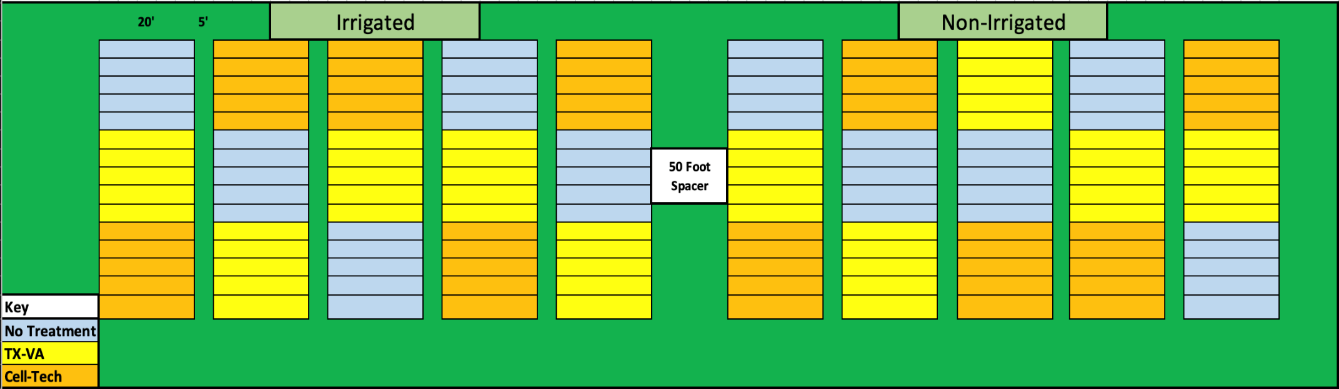 20'
5'
Irrigated
Non-Irrigated
50 Foot
Spacer
Key
No Treatment
TX-VA
Cell-Tech